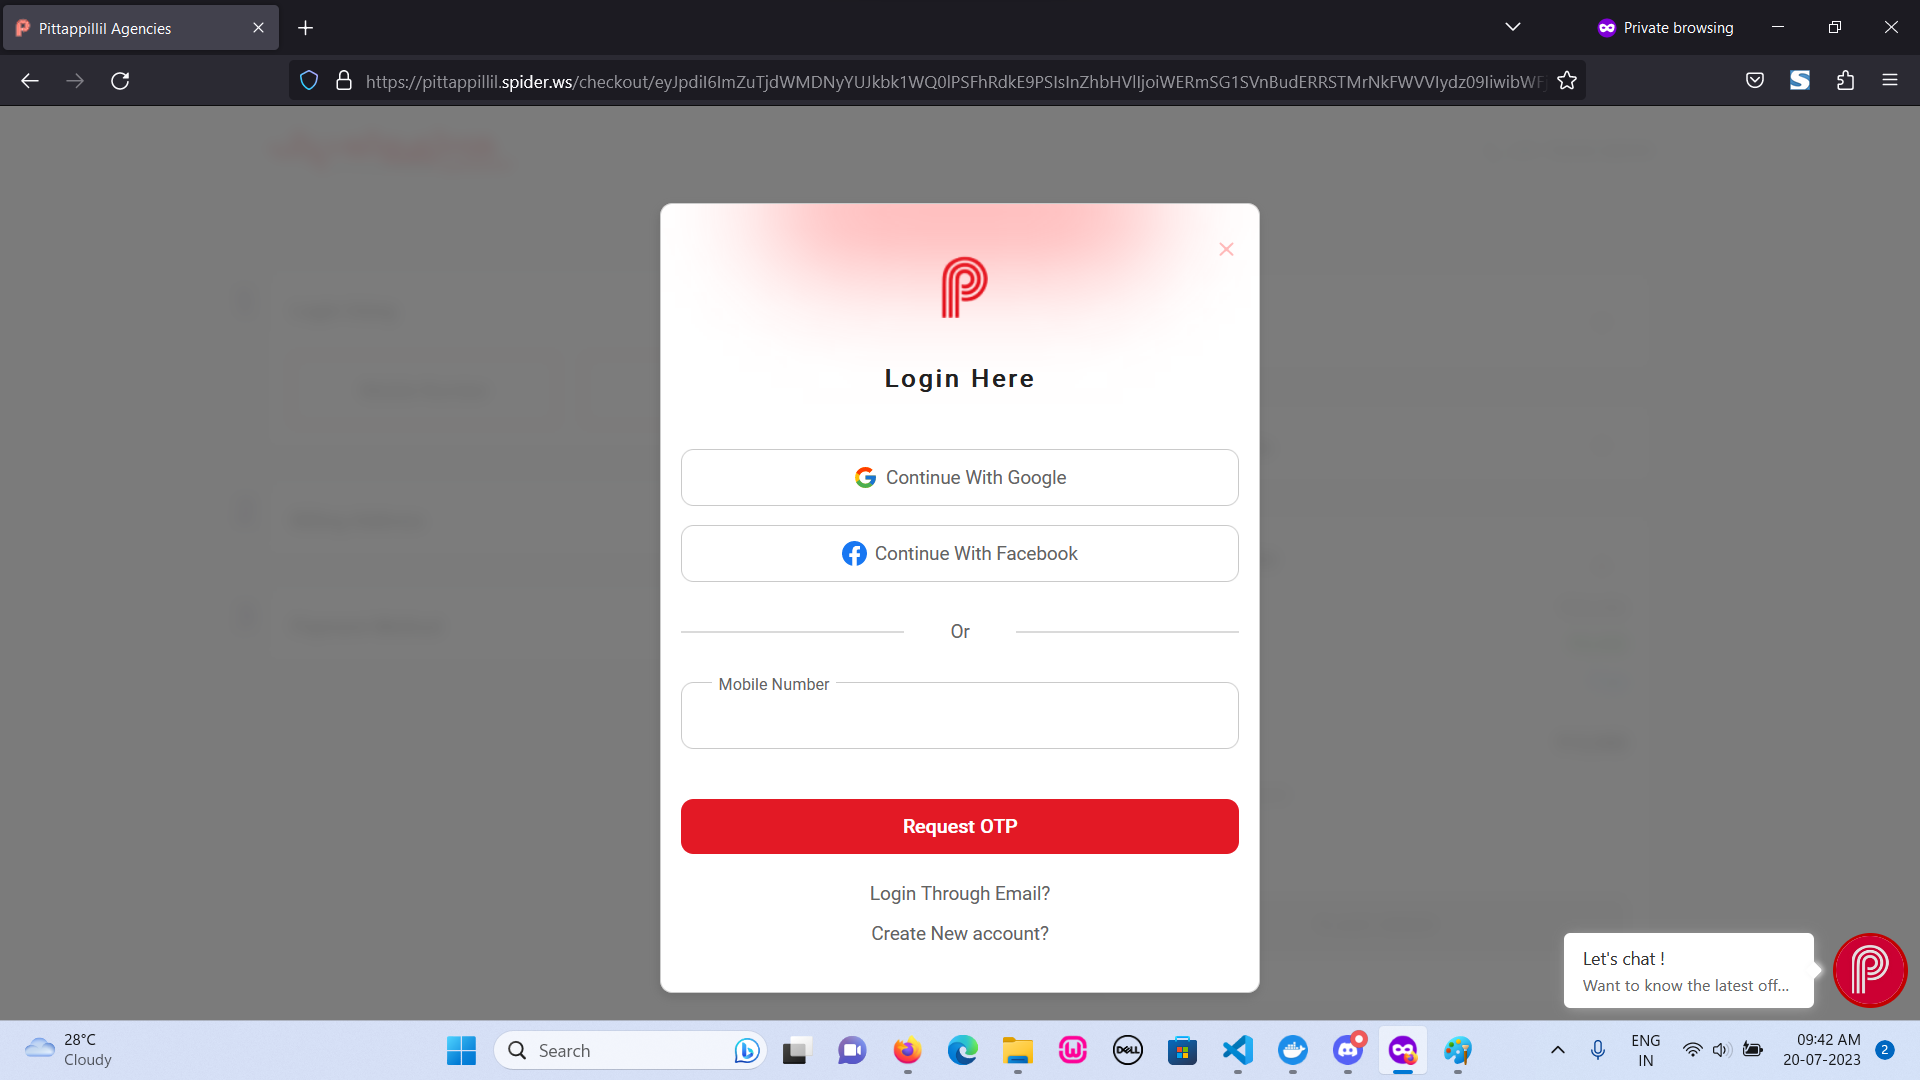 Pittappillil Agencies
Private browsing
https://pittappillil.spider.ws/checkout/eyJpdiI6ImZuTjdWMDNyYUJkbk1WQ0lPSFhRdkE9PSIsInZhbHVlIjoiWERmSG1SVnBudERRSTMrNkFWVVIydz09IiwibWFj
Login Here
Continue With Google
Continue With Facebook
Or
Mobile Number
Request OTP
Login Through Email?
Create New account?
Let's chat !
Want to know the latest off...
28°C
Cloudy
Search
DELL
ENG
IN
09:42 AM
20-07-2023
2